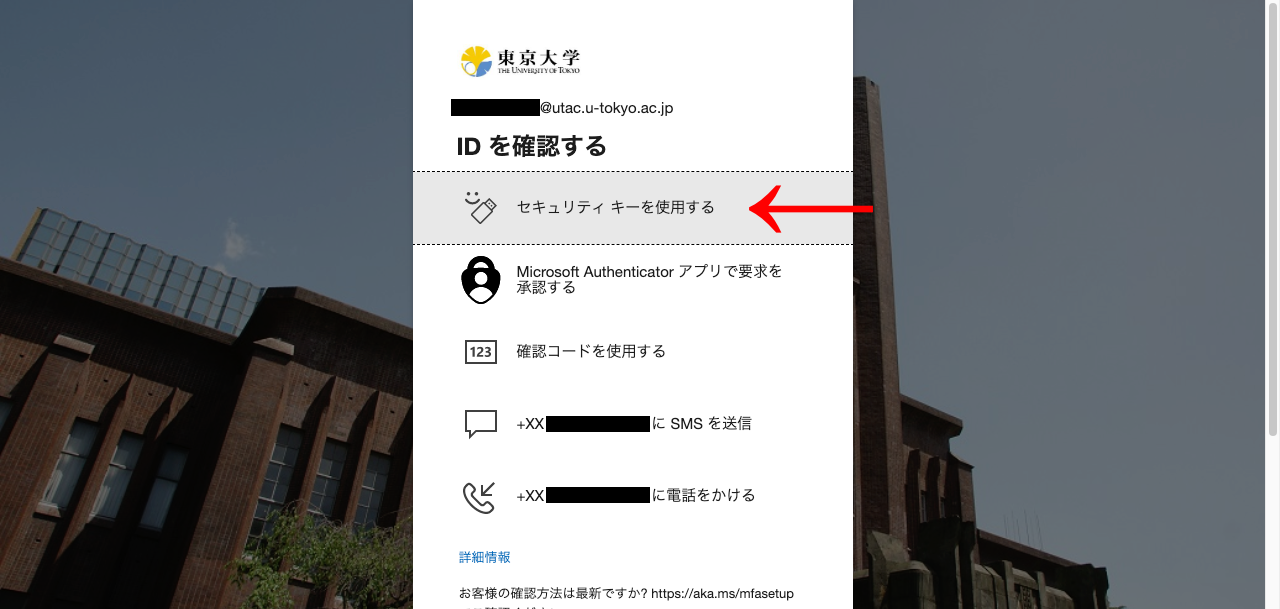 東京大学
THE UNIVERSITY OF TOKYO
@utac.u-tokyo.ac.jp
ID を確認する
セキュリティ キーを使用する
Microsoft Authenticator アプリで要求を
承認する
123
確認コードを使用する
+XX に SMS を送信
+XX に電話をかける
詳細情報
お客様の確認方法は最新ですか? https://aka.ms/mfasetup